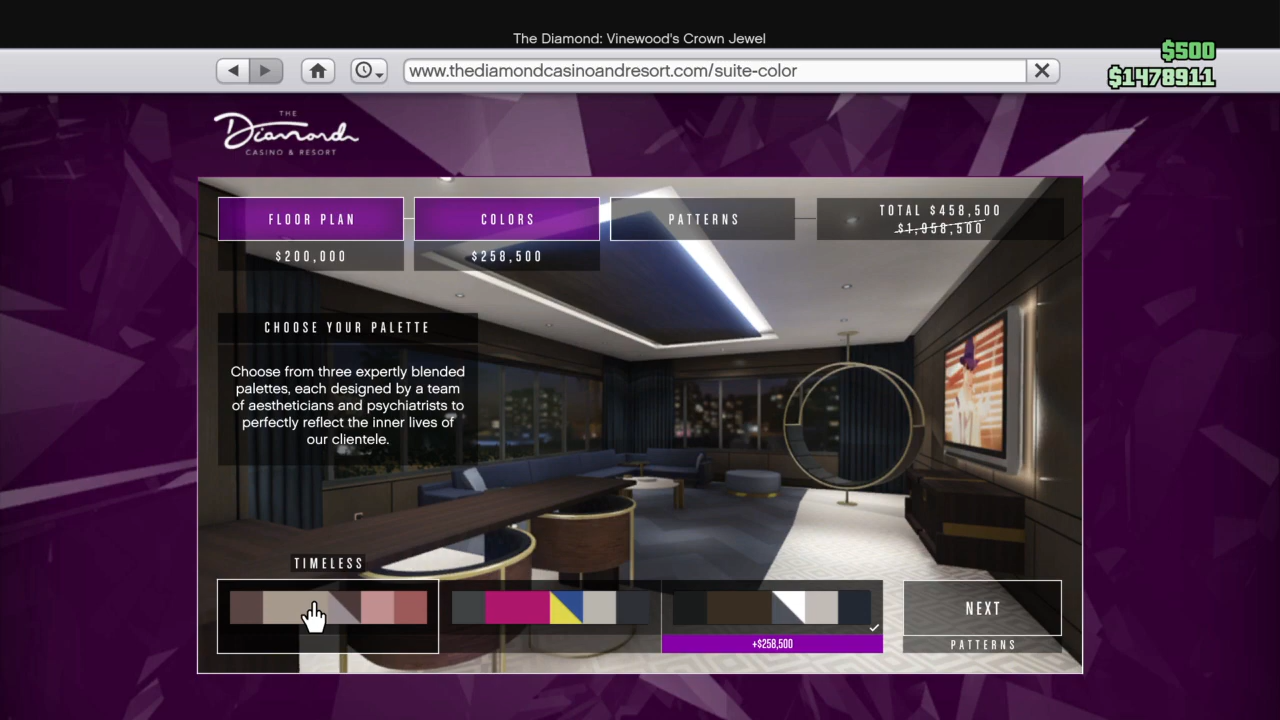 The Diamond: Vinewood's Crown Jewel
www.thediamondcasinoandresort.com/suite-color
$500
$1478911
THE
Diamond
CASINO & RESORT
FLOOR PLAN
COLORS
PATTERNS
TOTAL $458,500
$1,958,500
$200,000
$258,500
CHOOSE YOUR PALETTE
Choose from three expertly blended
palettes, each designed by a team
of aestheticians and psychiatrists to
perfectly reflect the inner lives of
our clientele.
TIMELESS
+$258,500
NEXT
PATTERNS